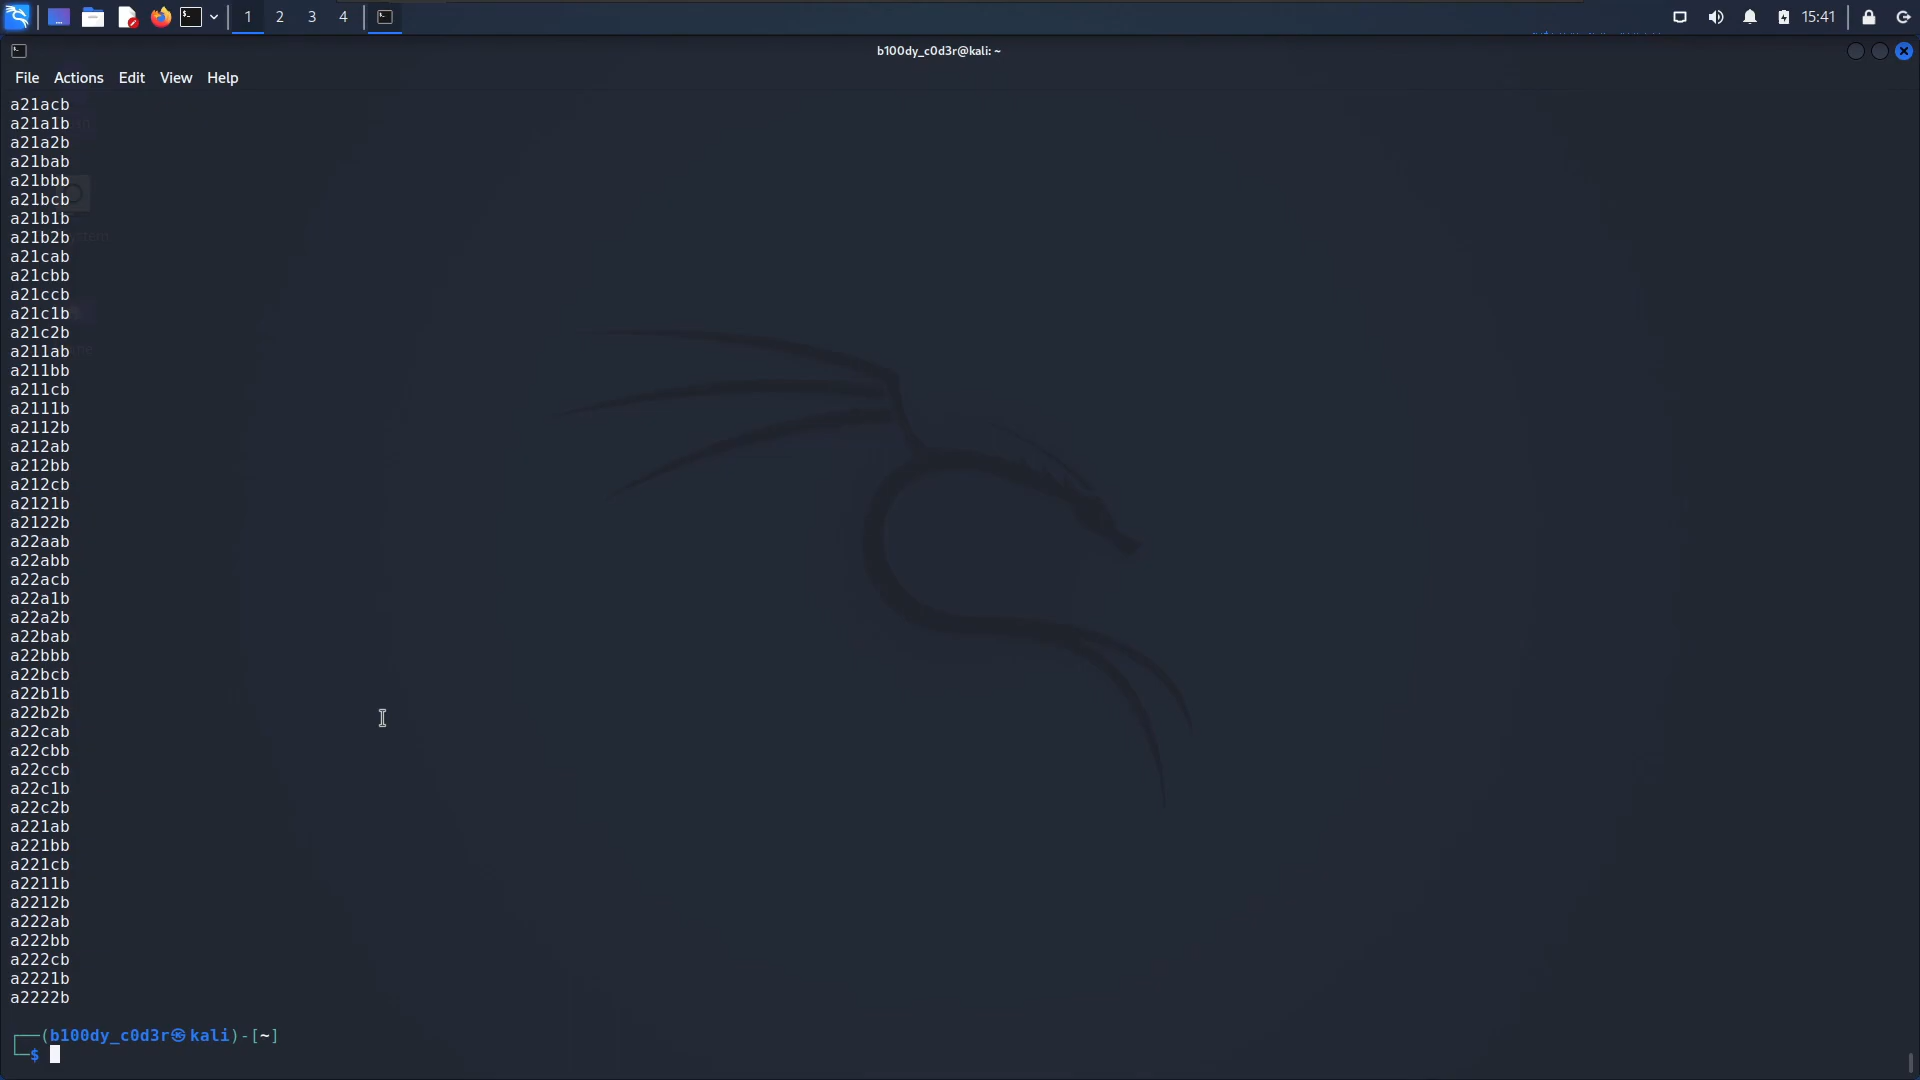 1 2 3 4 15:41
b100dy_c0d3r@kali: ~
File Actions Edit View Help
a21acb
a21a1b
a21a2b
a21bab
a21bbb
a21bcb
a21b1b
a21b2b
a21cab
a21cbb
a21ccb
a21c1b
a21c2b
a211ab
a211bb
a211cb
a2111b
a2112b
a212ab
a212bb
a212cb
a2121b
a2122b
a22aab
a22abb
a22acb
a22a1b
a22a2b
a22bab
a22bbb
a22bcb
a22b1b
a22b2b
a22cab
a22cbb
a22ccb
a22c1b
a22c2b
a221ab
a221bb
a221cb
a2211b
a2212b
a222ab
a222bb
a222cb
a2221b
a2222b
┌──(b100dy_c0d3r㉿kali)-[~]
└─$